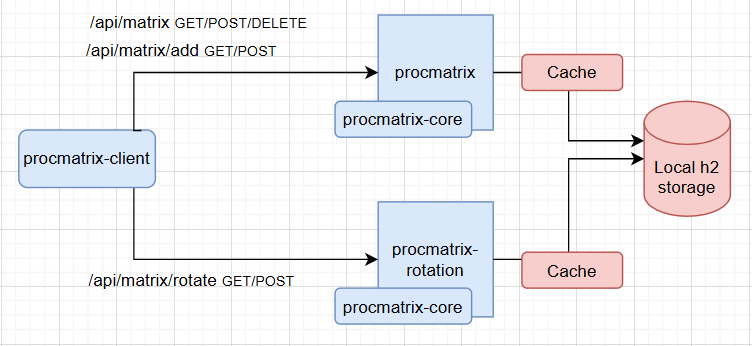 /api/matrix GET/POST/DELETE
/api/matrix/add GET/POST
procmatrix
Cache
procmatrix-core
procmatrix-client
Local h2
storage
procmatrix-
rotation
Cache
/api/matrix/rotate GET/POST
procmatrix-core